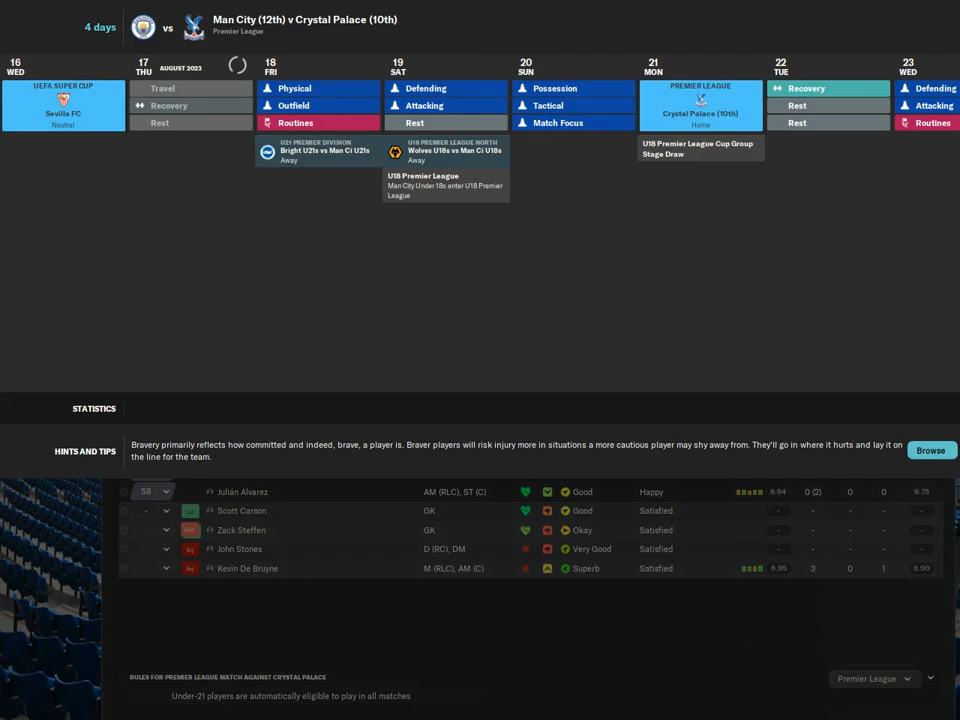 4 days
vs
Man City (12th) v Crystal Palace (10th)
Premier League
16
WED
17
THU
AUGUST 2023
18
FRI
19
SAT
20
SUN
21
MON
22
TUE
23
WED
UEFA SUPER CUP
Sevilla FC
Neutral
Travel
Recovery
Rest
Physical
Outfield
Routines
Defending
Attacking
Rest
Possession
Tactical
Match Focus
PREMIER LEAGUE
Crystal Palace (10th)
Home
Recovery
Rest
Rest
Defending
Attacking
Routines
U21 PREMIER DIVISION
Bright U21s vs Man Ci U21s
Away
U18 PREMIER LEAGUE NORTH
Wolves U18s vs Man Ci U18s
Away
U18 Premier League
Man City Under 18s enter U18 Premier
League
U18 Premier League Cup Group
Stage Draw
STATISTICS
HINTS AND TIPS
Bravery primarily reflects how committed and indeed, brave, a player is. Braver players will risk injury more in situations a more cautious player may shy away from. They'll go in where it hurts and lay it on
the line for the team.
Browse
S8 Julián Álvarez AM (RLC), ST (C) Good Happy 6.64 0 (2) 0 0 6.75
- Scott Carson GK Good Satisfied - - - - -
Zack Steffen GK Okay Satisfied - - - - -
Inj John Stones D (RC), DM Very Good Satisfied - - - - -
Inj Kevin De Bruyne M (RLC), AM (C) Superb Satisfied 6.95 3 0 1 6.90
RULES FOR PREMIER LEAGUE MATCH AGAINST CRYSTAL PALACE
Premier League
Under-21 players are automatically eligible to play in all matches